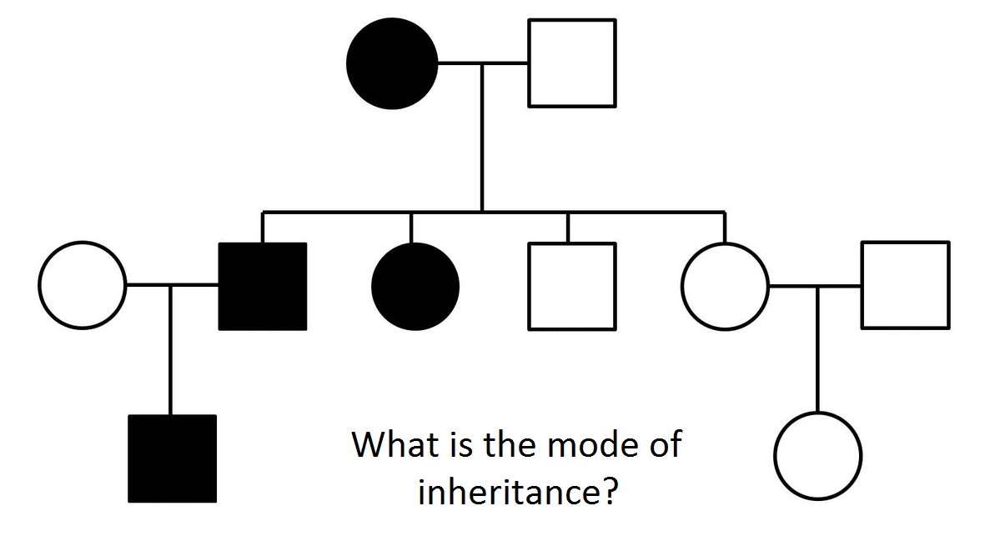 What is the mode of
inheritance?